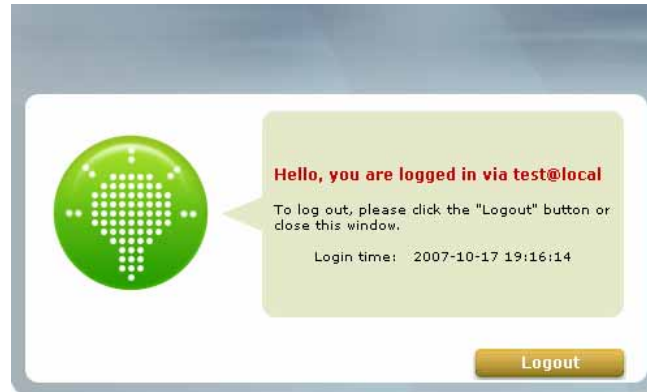 Hello, you are logged in via test@local
To log out, please click the "Logout" button or
close this window.
Login time: 2007-10-17 19:16:14
Logout